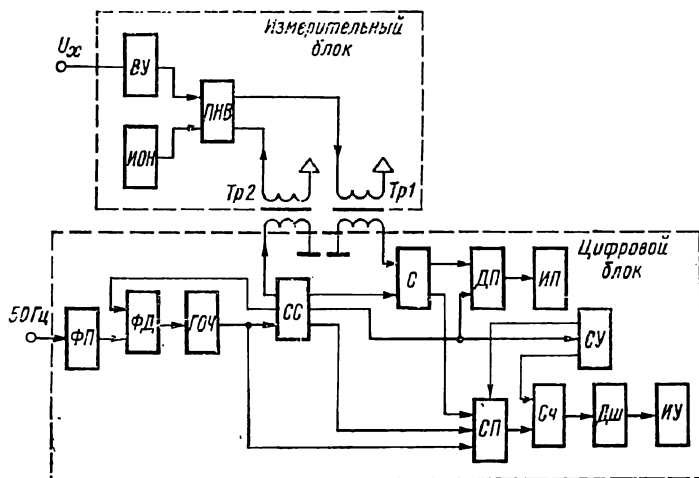 Измерительный
блок
Uх
ВУ
ПНВ
ИОН
Тр2
Тр1
Цифровой
блок
50Гц
ФП
ФД
ГОЧ
СС
С
ДП
ИП
СУ
СП
Сч
Дш
ИУ